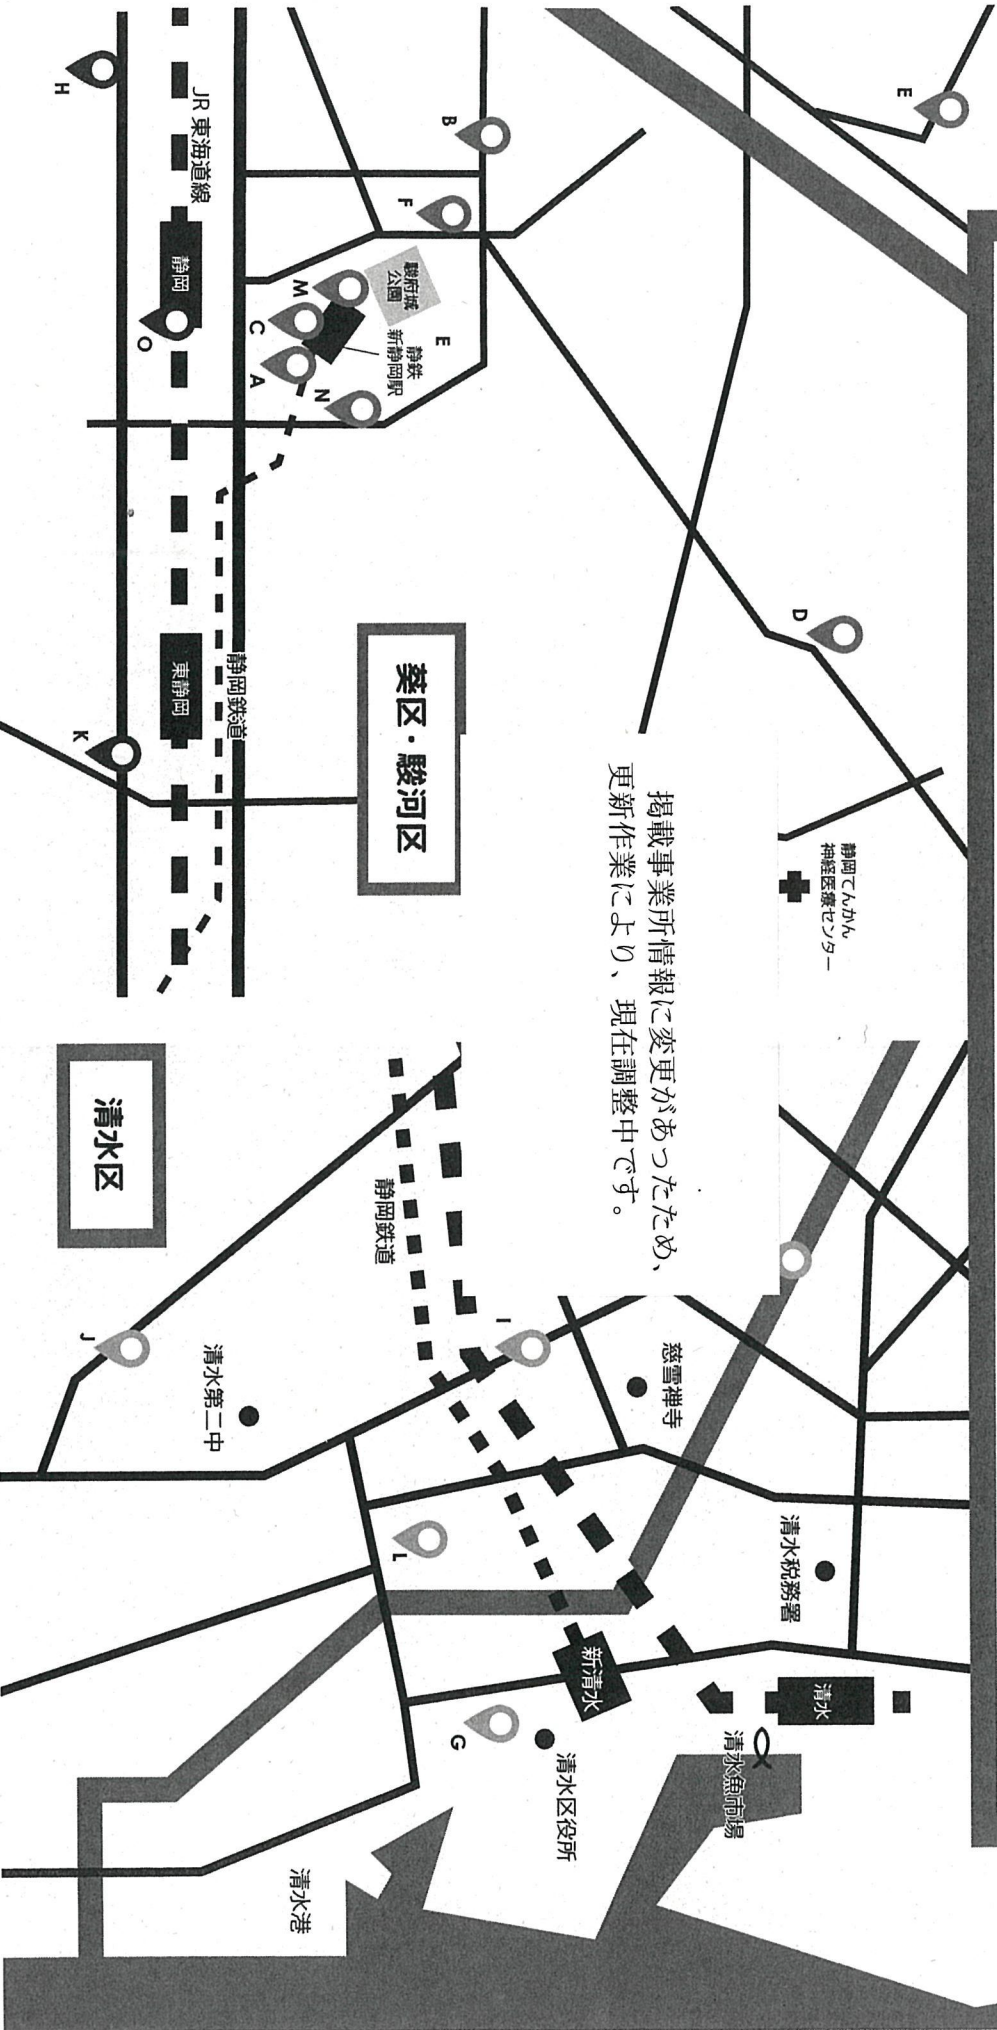 E
B
F
駿府城
公園
E
静鉄
新静岡駅
M
C
A
N
H
JR 東海道線
静岡
O
D
静岡てんかん
神経医療センター
静岡鉄道
東静岡
K
葵区・駿河区
掲載事業所情報に変更があったため、
更新作業により、現在調整中です。
清水区
静岡鉄道
I
J
慈雲禅寺
清水第二中
清水税務署
L
新清水
清水
清水魚市場
G
清水区役所
清水港